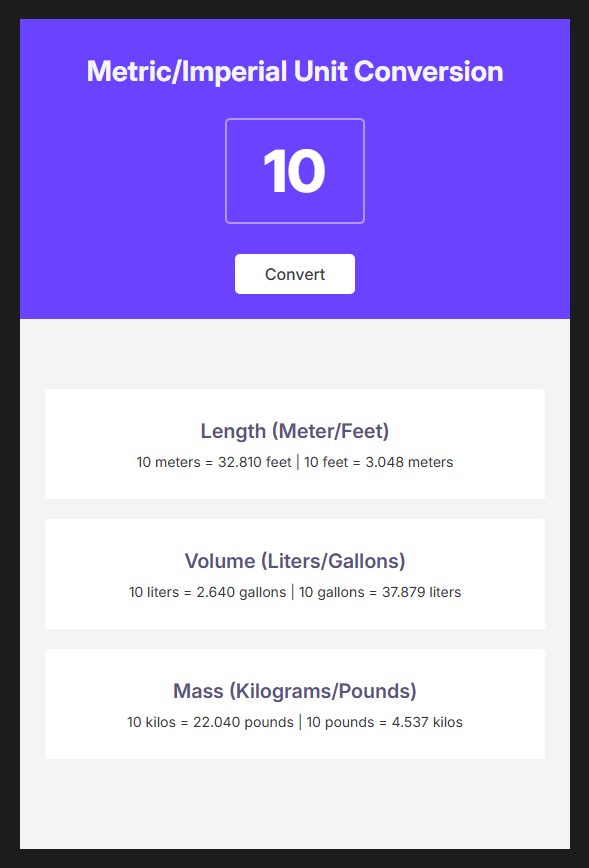 Metric/Imperial Unit Conversion
10
Convert
Length (Meter/Feet)
10 meters = 32.810 feet | 10 feet = 3.048 meters
Volume (Liters/Gallons)
10 liters = 2.640 gallons | 10 gallons = 37.879 liters
Mass (Kilograms/Pounds)
10 kilos = 22.040 pounds | 10 pounds = 4.537 kilos